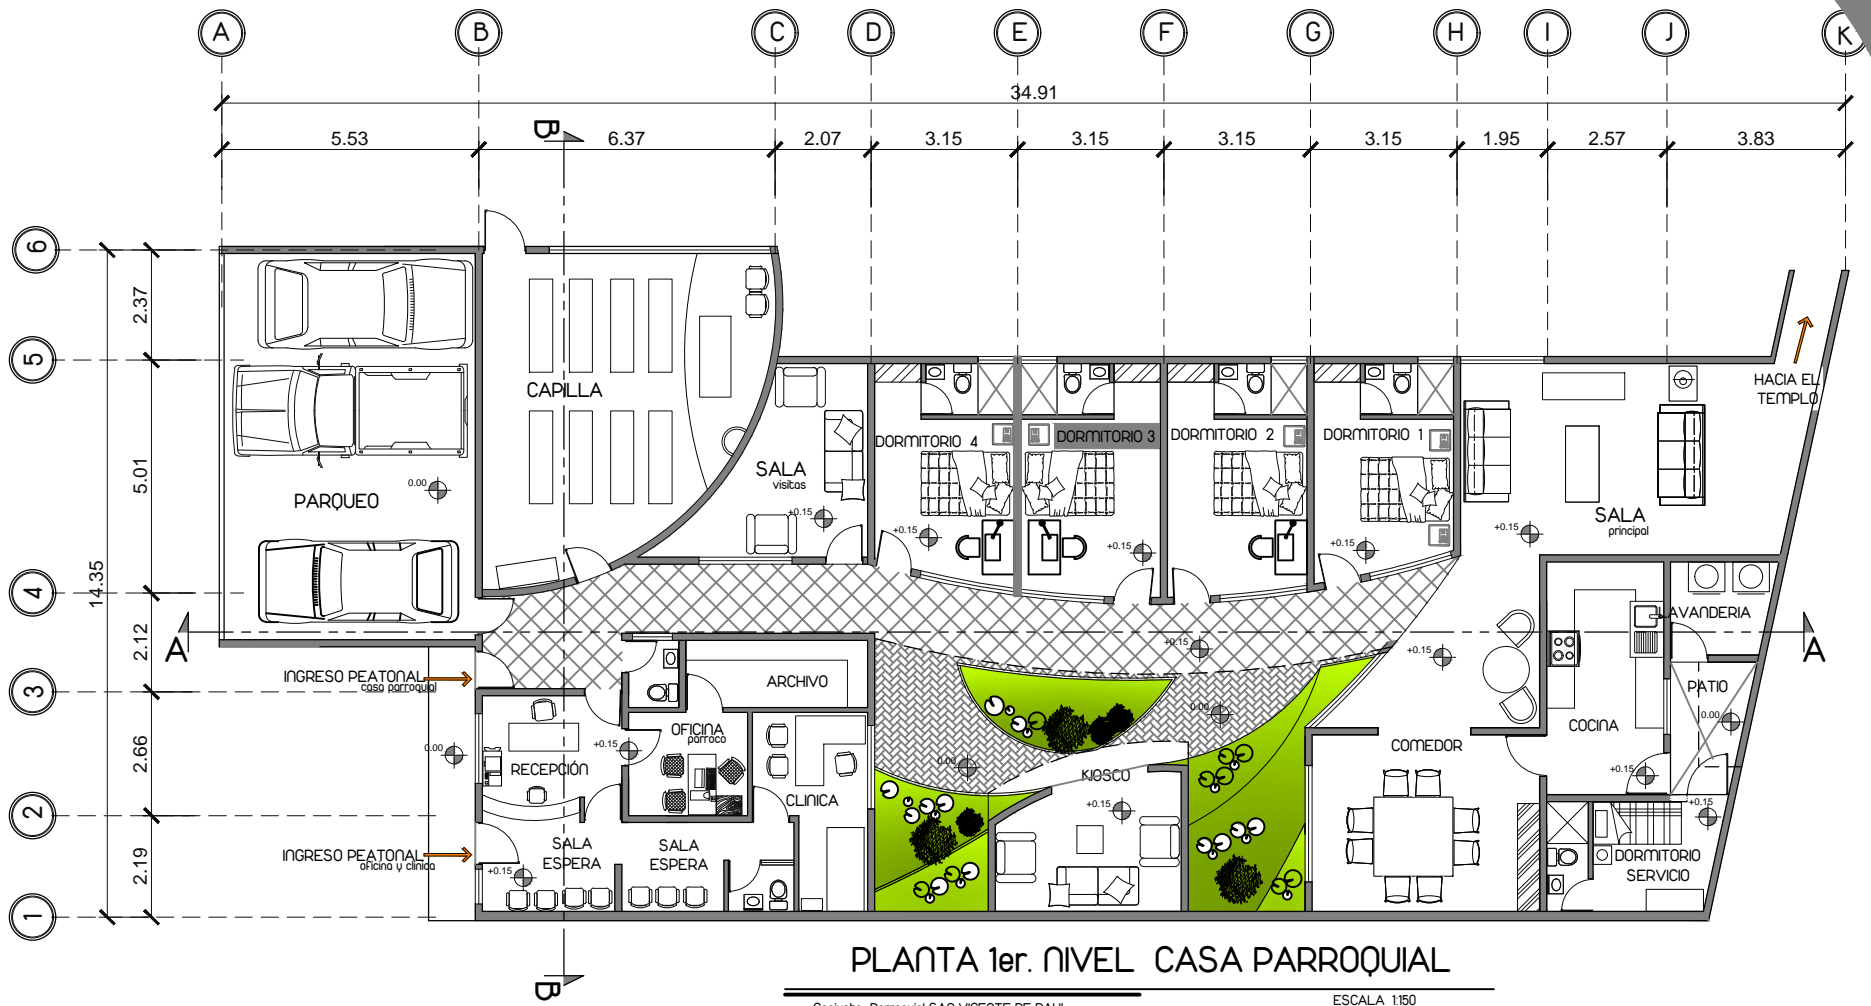 A B C D E F G H I J K
34.91
5.53 6.37 2.07 3.15 3.15 3.15 3.15 1.95 2.57 3.83
B
6
5
4
3
2
1
14.35
2.37
5.01
2.12
2.66
2.19
A
A
HACIA EL
TEMPLO
CAPILLA
PARQUEO
0.00
SALA
visitas
+0.15
DORMITORIO 4
+0.15
DORMITORIO 3
+0.15
DORMITORIO 2
DORMITORIO 1
+0.15
SALA
principal
+0.15
LAVANDERIA
+0.15
+0.15
INGRESO PEATONAL
casa parroquial
ARCHIVO
PATIO
0.00
0.00
COCINA
OFICINA
parroco
+0.15
0.00
RECEPCIÓN
COMEDOR
0.00
KIOSCO
+0.15
+0.15
+0.15
CLINICA
SALA
ESPERA
SALA
ESPERA
INGRESO PEATONAL
oficina y clinica
+0.15
DORMITORIO
SERVICIO
B
PLANTA 1er. NIVEL CASA PARROQUIAL
ESCALA 1:150